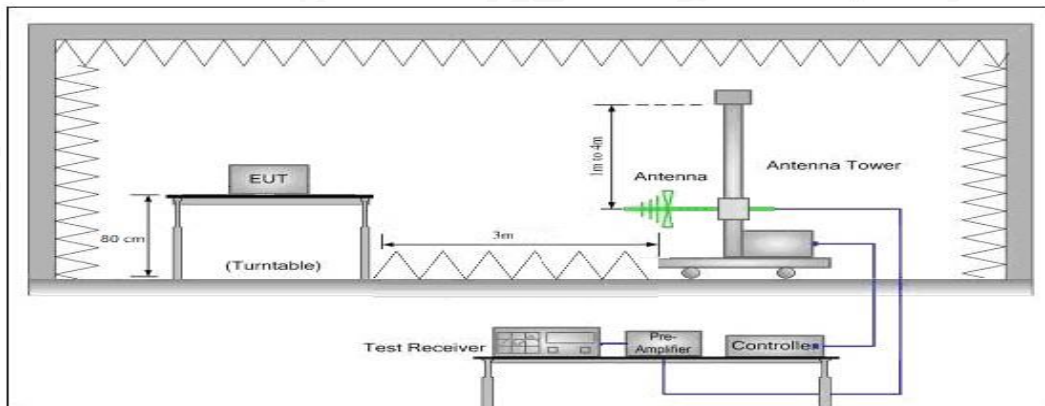 EUT
80 cm
(Turntable)
3m
1m to 4m
Antenna
Antenna Tower
Test Receiver
Pre-
Amplifier
Controller